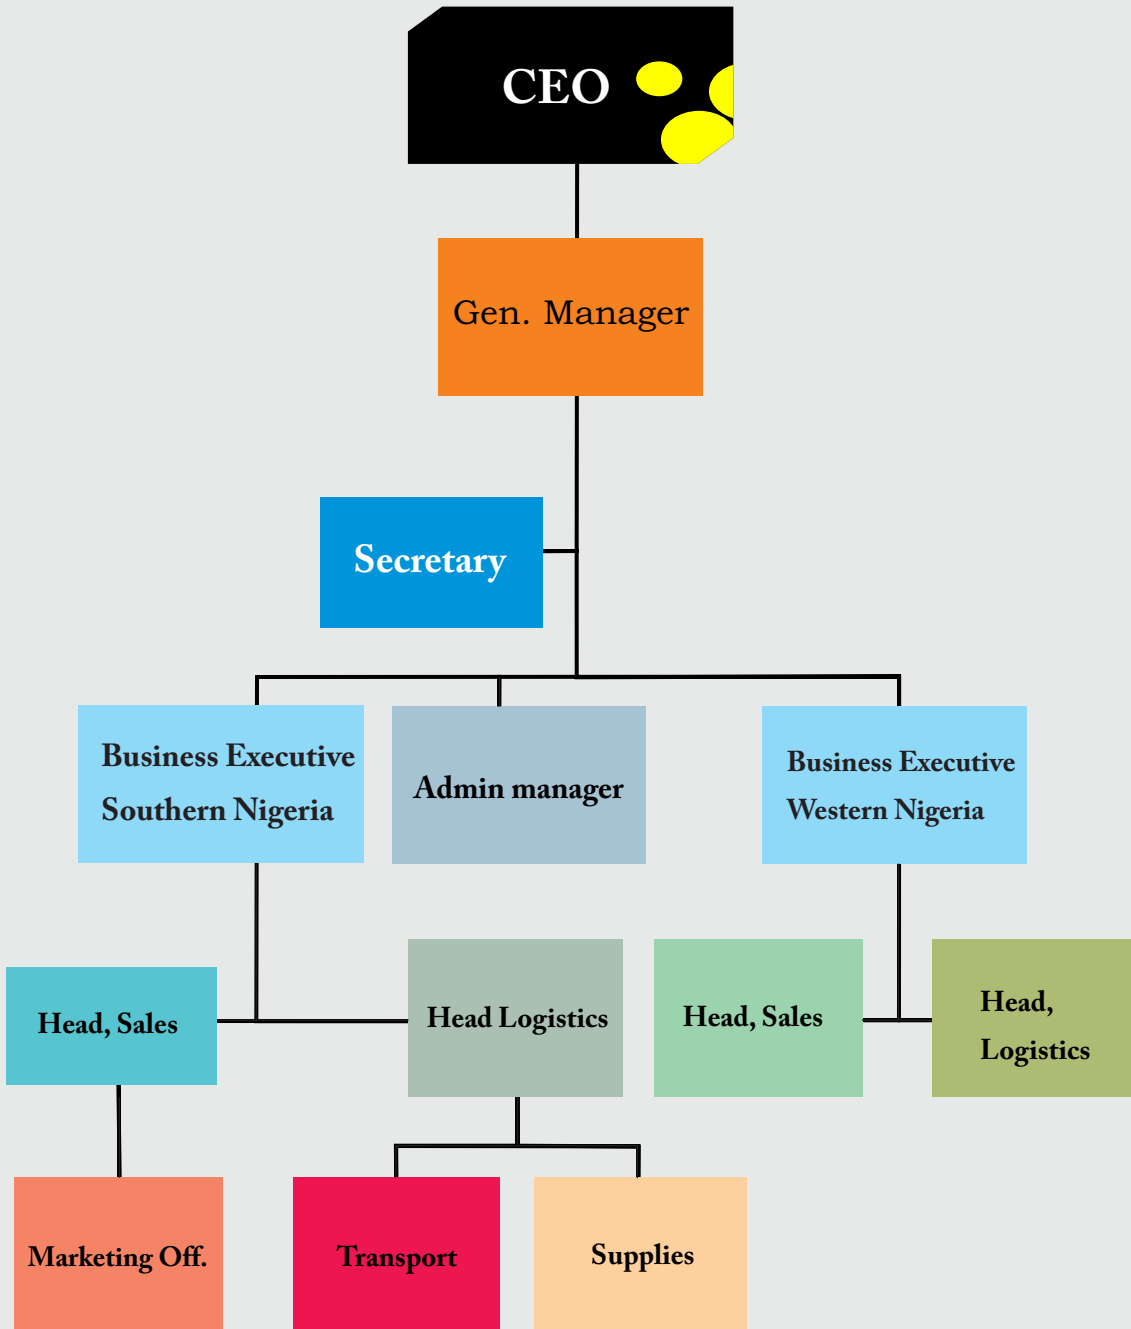 CEO
Gen. Manager
Secretary
Business Executive
Southern Nigeria
Admin manager
Business Executive
Western Nigeria
Head, Sales
Head Logistics
Head, Sales
Head,
Logistics
Marketing Off.
Transport
Supplies